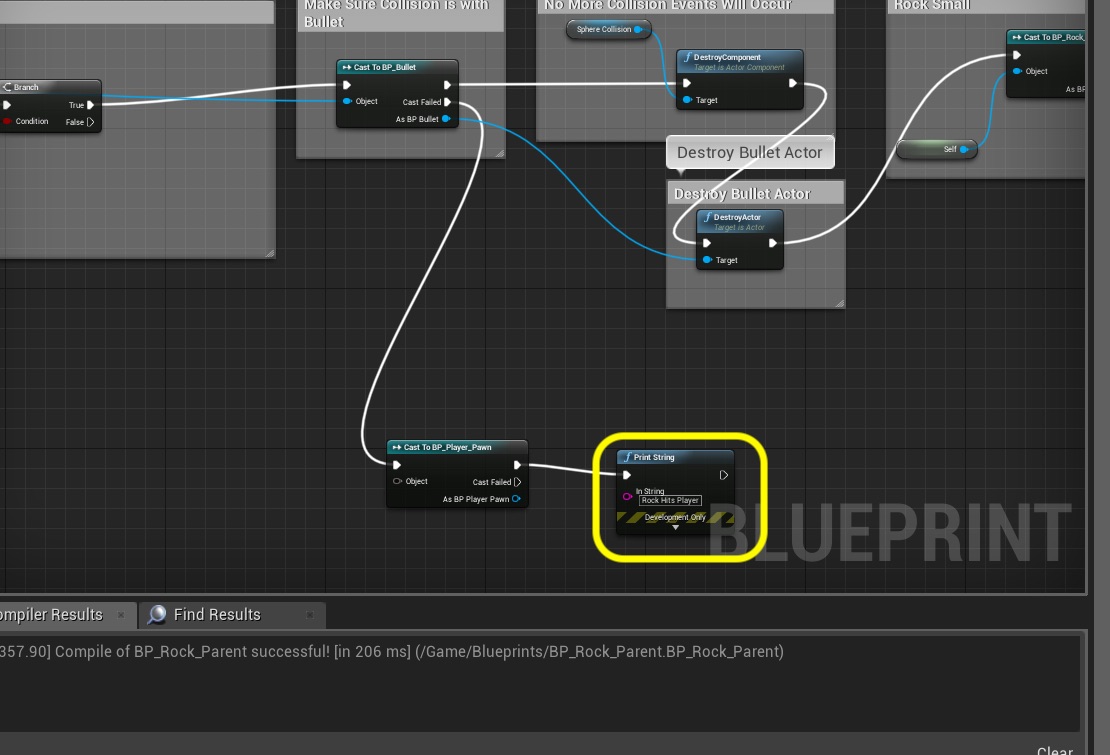 Make Sure Collision is with
Bullet
No More Collision Events Will Occur
Rock Small
Sphere Collision
Cast To BP_Rock_
Object
As BP
Self
Branch
True
Condition
False
Cast To BP_Bullet
Object
Cast Failed
As BP Bullet
DestroyComponent
Target is Actor Component
Target
Destroy Bullet Actor
Destroy Bullet Actor
DestroyActor
Target is Actor
Target
Cast To BP_Player_Pawn
Object
Cast Failed
As BP Player Pawn
Print String
In String
Rock Hits Player
Development Only
BLUEPRINT
ompiler Results
Find Results
357.90] Compile of BP_Rock_Parent successful! [in 206 ms] (/Game/Blueprints/BP_Rock_Parent.BP_Rock_Parent)
Clear